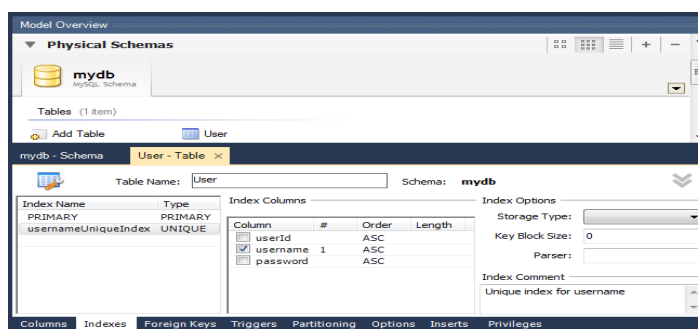 Model Overview
Physical Schemas
mydb
MySQL Schema
Tables (1 item)
Add Table User
mydb - Schema User - Table ×
Table Name: User Schema: mydb
Index Name Type
PRIMARY PRIMARY
usernameUniqueIndex UNIQUE
Index Columns
Column # Order Length
userId ASC
username 1 ASC
password ASC
Index Options
Storage Type:
Key Block Size: 0
Parser:
Index Comment
Unique index for username
Columns Indexes Foreign Keys Triggers Partitioning Options Inserts Privileges